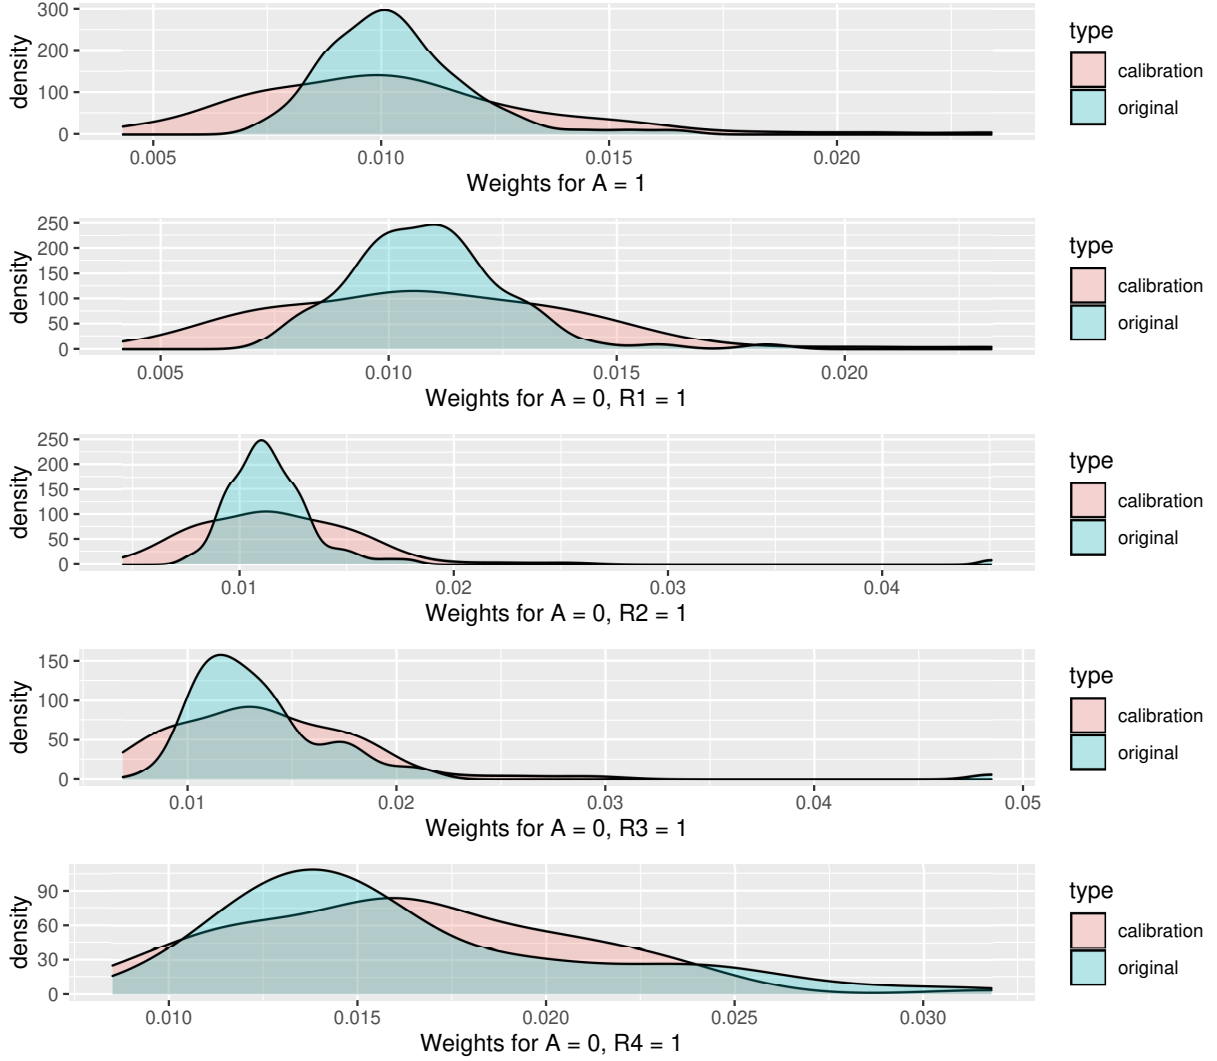 density
300
200
100
0
0.005 0.010 0.015 0.020
Weights for A = 1
type
calibration
original
density
250
200
150
100
50
0
0.005 0.010 0.015 0.020
Weights for A = 0, R1 = 1
type
calibration
original
density
250
200
150
100
50
0
0.01 0.02 0.03 0.04
Weights for A = 0, R2 = 1
type
calibration
original
density
150
100
50
0
0.01 0.02 0.03 0.04 0.05
Weights for A = 0, R3 = 1
type
calibration
original
density
90
60
30
0
0.010 0.015 0.020 0.025 0.030
Weights for A = 0, R4 = 1
type
calibration
original